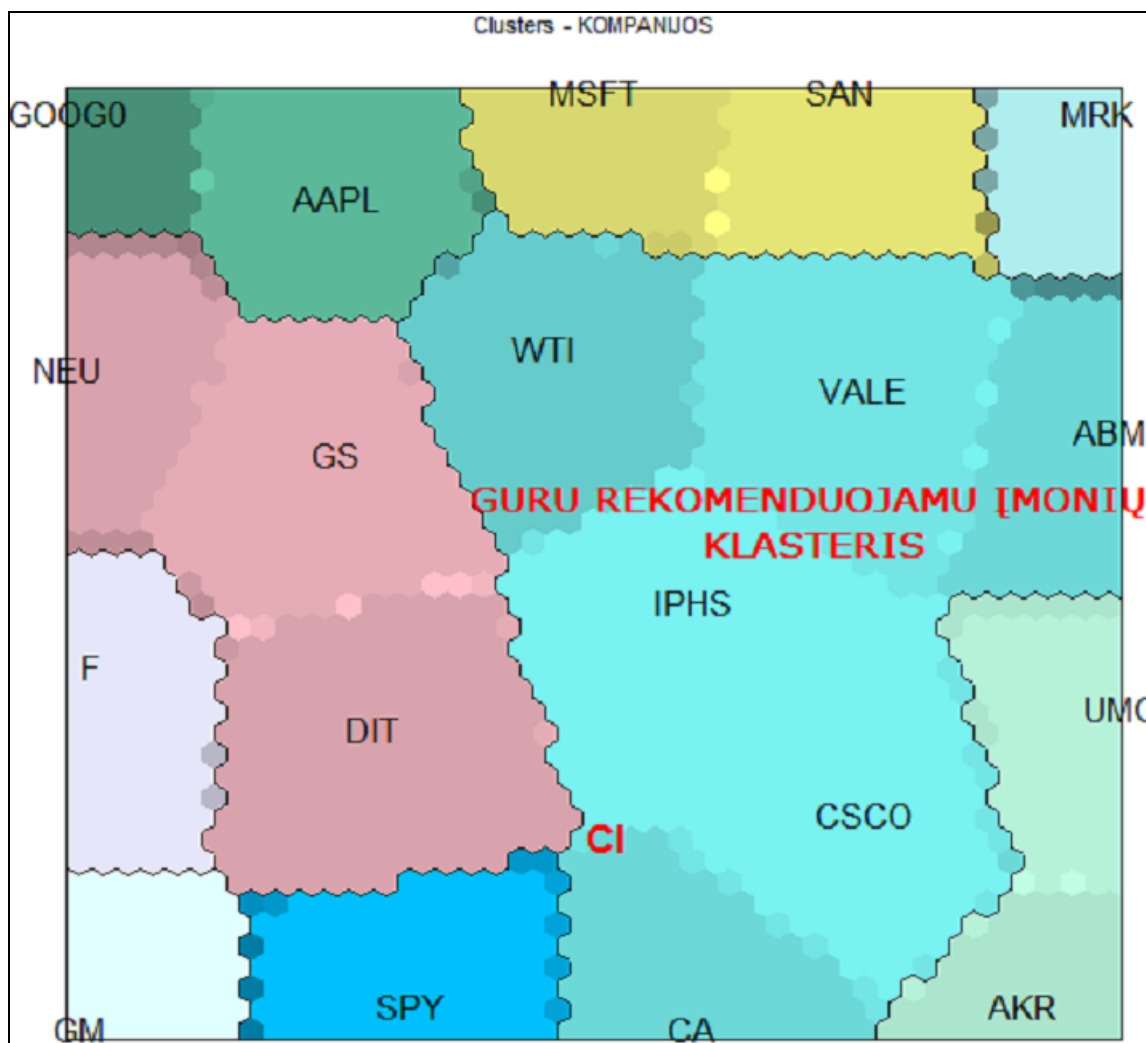 Clusters - KOMPANIJOS
MSFT
SAN
GOOG0
MRK
AAPL
WTI
NEU
VALE
ABM
GS
GURU REKOMENDUOJAMU ĮMONIŲ
KLASTERIS
IPHS
F
UMC
DIT
CSCO
CI
SPY
AKR
GM
CA